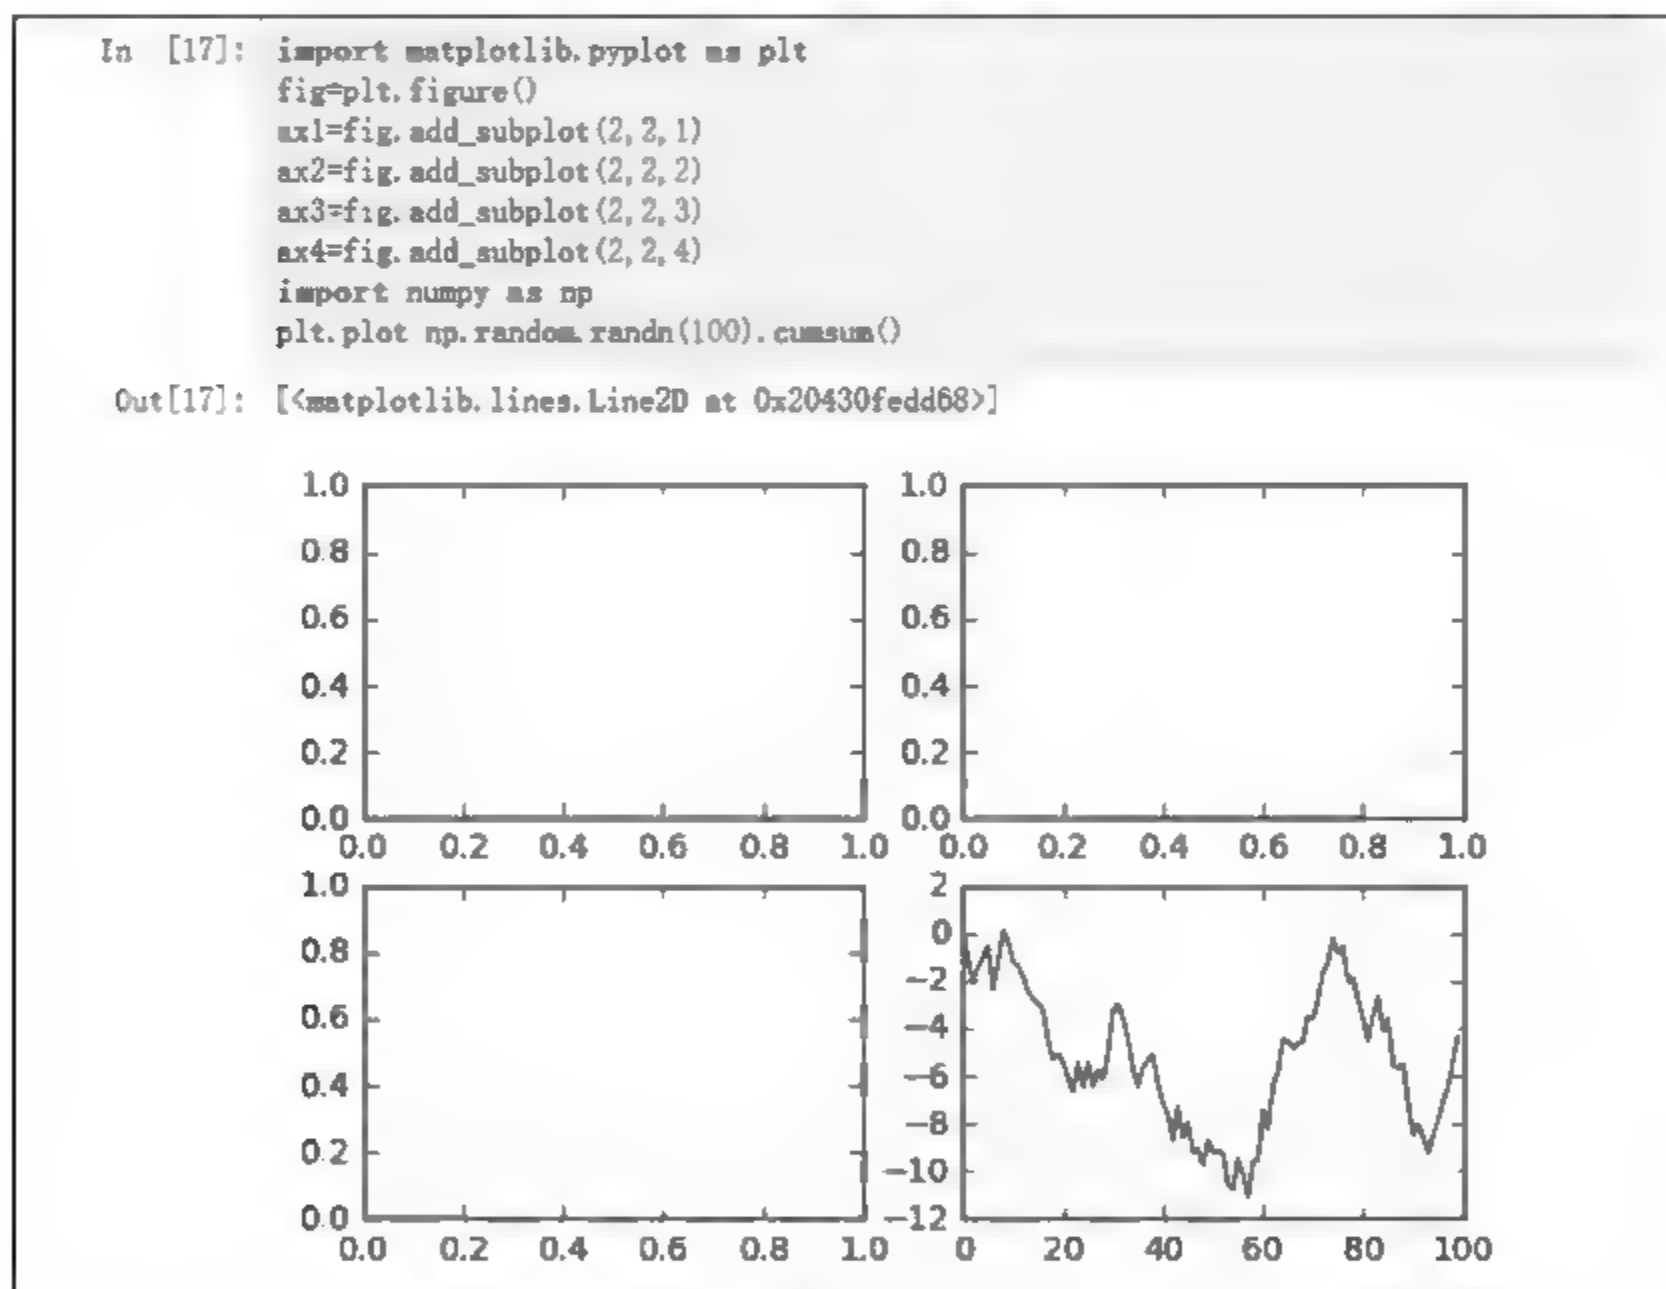 In [17]: import matplotlib.pyplot as plt
fig=plt.figure()
ax1=fig.add_subplot(2,2,1)
ax2=fig.add_subplot(2,2,2)
ax3=fig.add_subplot(2,2,3)
ax4=fig.add_subplot(2,2,4)
import numpy as np
plt.plot np.random.randn(100).cumsum()
Out[17]: [<matplotlib.lines.Line2D at 0x20430fedd68>]
1.0 1.0
0.8 0.8
0.6 0.6
0.4 0.4
0.2 0.2
0.0 0.0
0.0 0.2 0.4 0.6 0.8 1.0 0.0 0.2 0.4 0.6 0.8 1.0
1.0 2
0.8 0
0.6 −2
0.4 −4
0.2 −6
0.0 −8
−10
−12
0.0 0.2 0.4 0.6 0.8 1.0 0 20 40 60 80 100